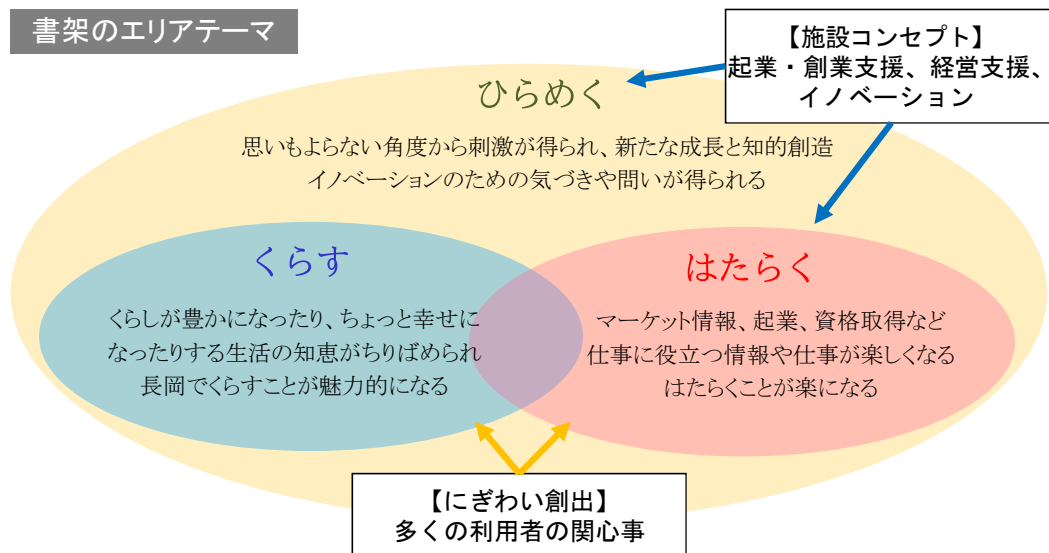 書架のエリアテーマ
【施設コンセプト】
起業・創業支援、経営支援、
イノベーション
ひらめく
思いもよらない角度から刺激が得られ、新たな成長と知的創造
イノベーションのための気づきや問いが得られる
くらす
くらしが豊かになったり、ちょっと幸せに
なったりする生活の知恵がちりばめられ
長岡でくらすことが魅力的になる
はたらく
マーケット情報、起業、資格取得など
仕事に役立つ情報や仕事が楽しくなる
はたらくことが楽になる
【にぎわい創出】
多くの利用者の関心事